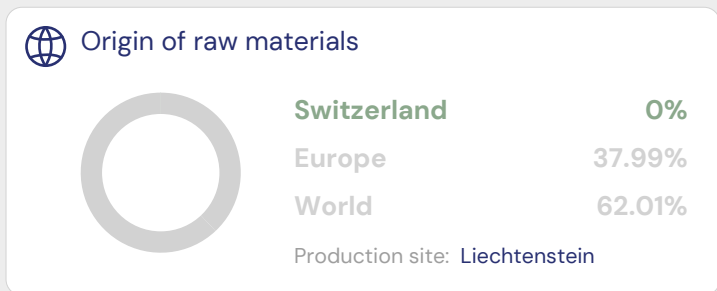 Origin of raw materials
Switzerland 0%
Europe 37.99%
World 62.01%
Production site: Liechtenstein